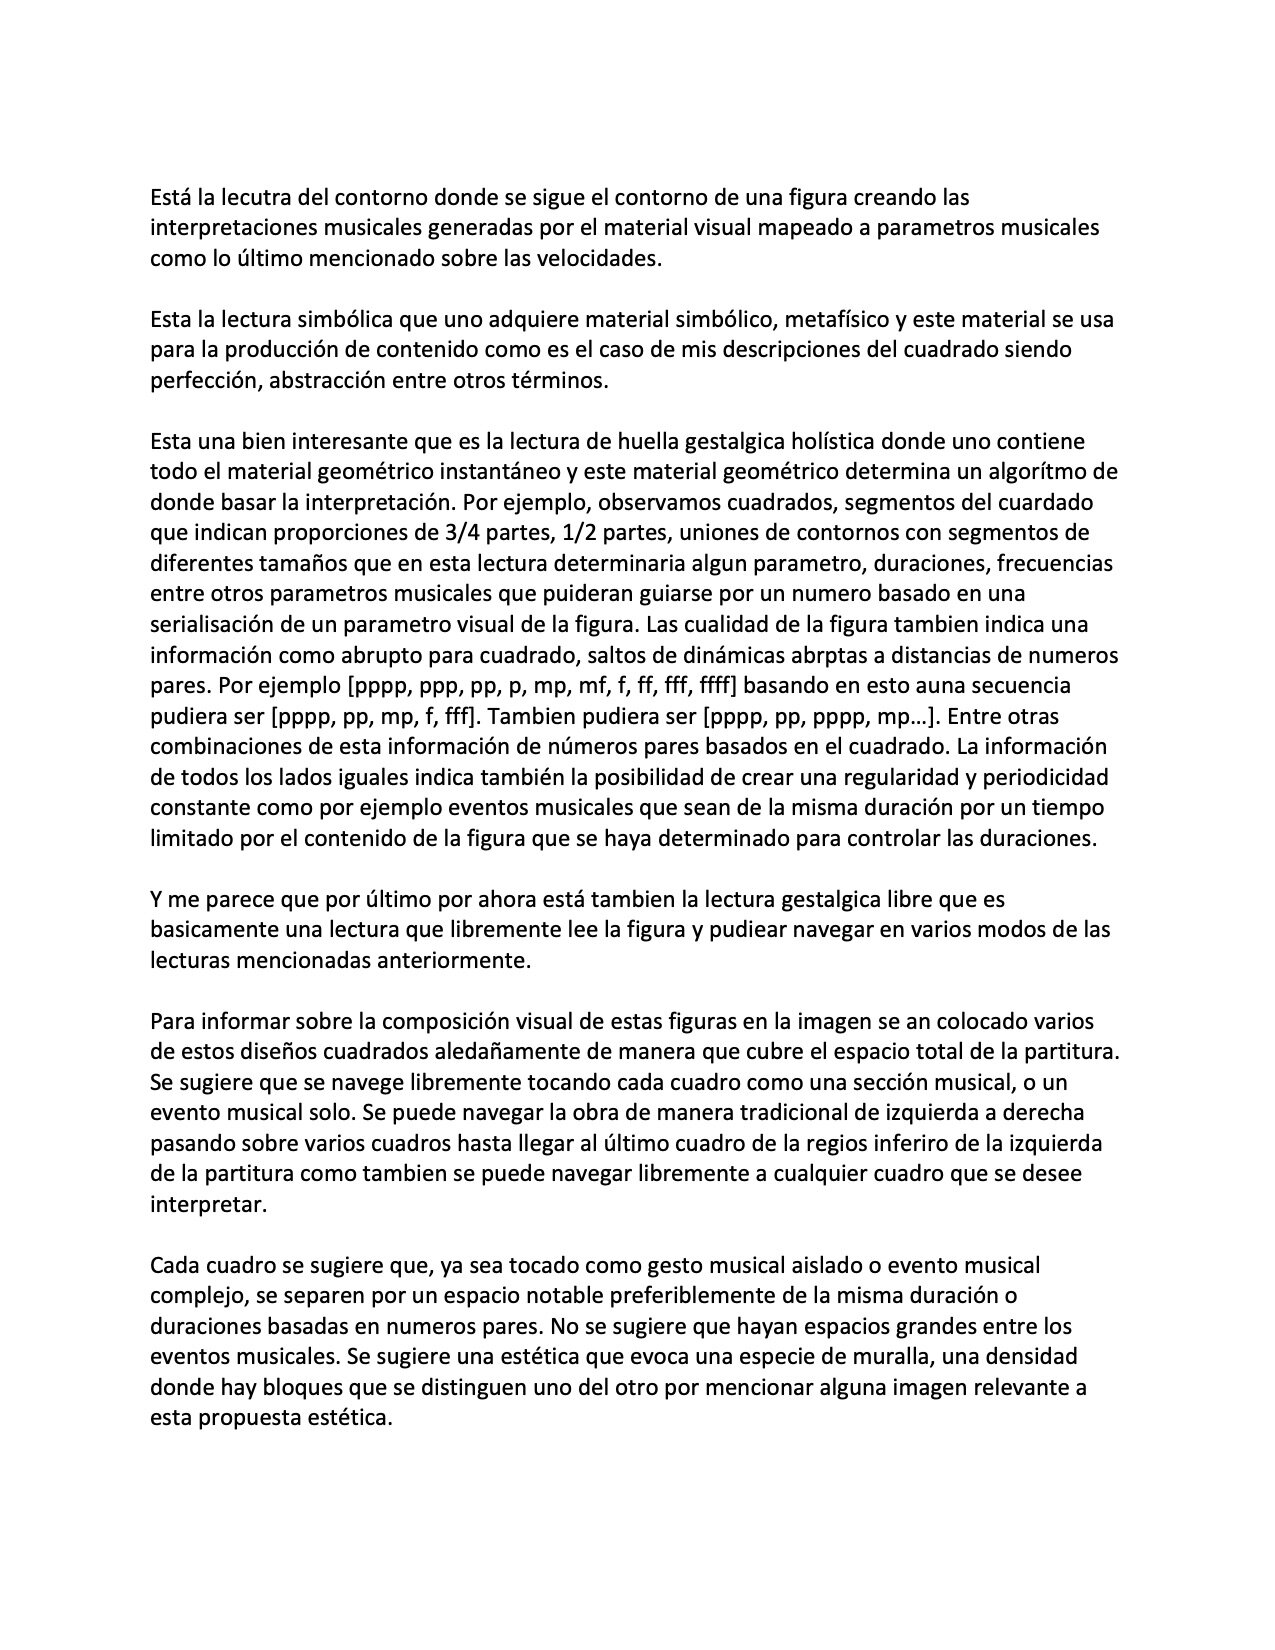 Está la lecutra del contorno donde se sigue el contorno de una figura creando las
interpretaciones musicales generadas por el material visual mapeado a parametros musicales
como lo último mencionado sobre las velocidades.
Esta la lectura simbólica que uno adquiere material simbólico, metafísico y este material se usa
para la producción de contenido como es el caso de mis descripciones del cuadrado siendo
perfección, abstracción entre otros términos.
Esta una bien interesante que es la lectura de huella gestalgica holística donde uno contiene
todo el material geométrico instantáneo y este material geométrico determina un algorítmo de
donde basar la interpretación. Por ejemplo, observamos cuadrados, segmentos del cuardado
que indican proporciones de 3/4 partes, 1/2 partes, uniones de contornos con segmentos de
diferentes tamaños que en esta lectura determinaria algun parametro, duraciones, frecuencias
entre otros parametros musicales que puideran guiarse por un numero basado en una
serialisación de un parametro visual de la figura. Las cualidad de la figura tambien indica una
información como abrupto para cuadrado, saltos de dinámicas abrptas a distancias de numeros
pares. Por ejemplo [pppp, ppp, pp, p, mp, mf, f, ff, fff, ffff] basando en esto auna secuencia
pudiera ser [pppp, pp, mp, f, fff]. Tambien pudiera ser [pppp, pp, pppp, mp…]. Entre otras
combinaciones de esta información de números pares basados en el cuadrado. La información
de todos los lados iguales indica también la posibilidad de crear una regularidad y periodicidad
constante como por ejemplo eventos musicales que sean de la misma duración por un tiempo
limitado por el contenido de la figura que se haya determinado para controlar las duraciones.
Y me parece que por último por ahora está tambien la lectura gestalgica libre que es
basicamente una lectura que libremente lee la figura y pudiear navegar en varios modos de las
lecturas mencionadas anteriormente.
Para informar sobre la composición visual de estas figuras en la imagen se an colocado varios
de estos diseños cuadrados aledañamente de manera que cubre el espacio total de la partitura.
Se sugiere que se navege libremente tocando cada cuadro como una sección musical, o un
evento musical solo. Se puede navegar la obra de manera tradicional de izquierda a derecha
pasando sobre varios cuadros hasta llegar al último cuadro de la regios inferiro de la izquierda
de la partitura como tambien se puede navegar libremente a cualquier cuadro que se desee
interpretar.
Cada cuadro se sugiere que, ya sea tocado como gesto musical aislado o evento musical
complejo, se separen por un espacio notable preferiblemente de la misma duración o
duraciones basadas en numeros pares. No se sugiere que hayan espacios grandes entre los
eventos musicales. Se sugiere una estética que evoca una especie de muralla, una densidad
donde hay bloques que se distinguen uno del otro por mencionar alguna imagen relevante a
esta propuesta estética.